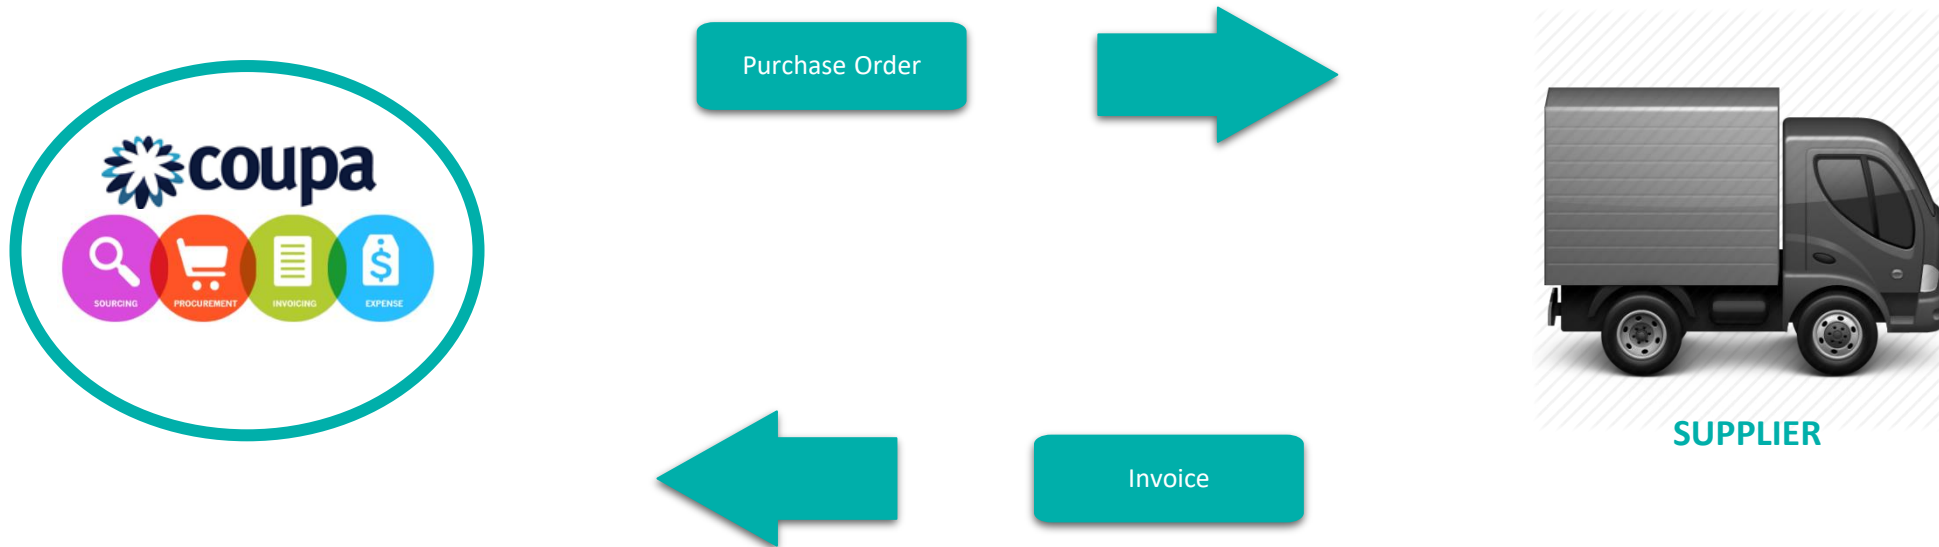 Purchase Order
coupa
SOURCING
PROCUREMENT
INVOICING
EXPENSE
$
SUPPLIER
Invoice